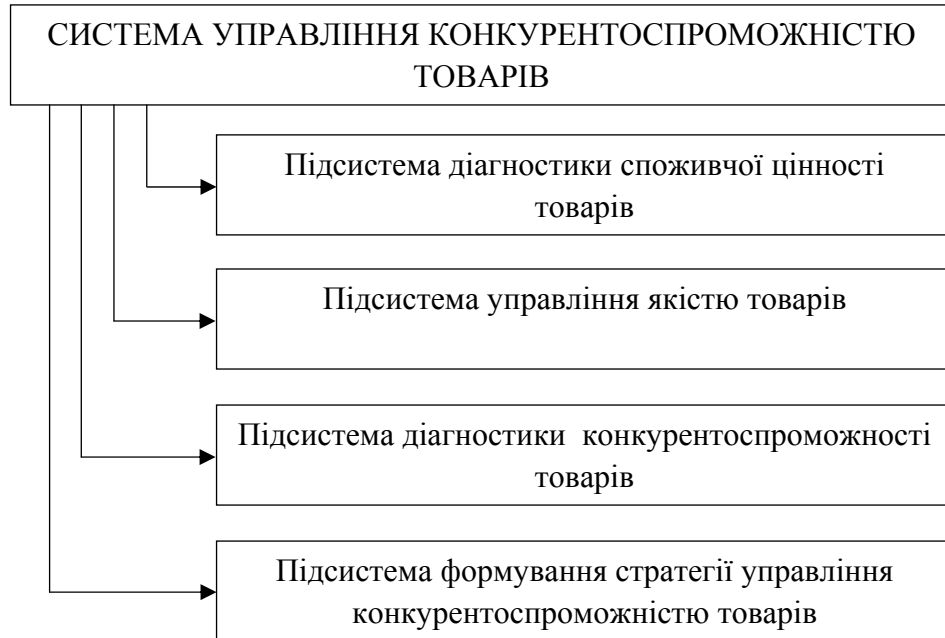 СИСТЕМА УПРАВЛІННЯ КОНКУРЕНТОСПРОМОЖНІСТЮ
ТОВАРІВ
Підсистема діагностики споживчої цінності
товарів
Підсистема управління якістю товарів
Підсистема діагностики конкурентоспроможності
товарів
Підсистема формування стратегії управління
конкурентоспроможністю товарів